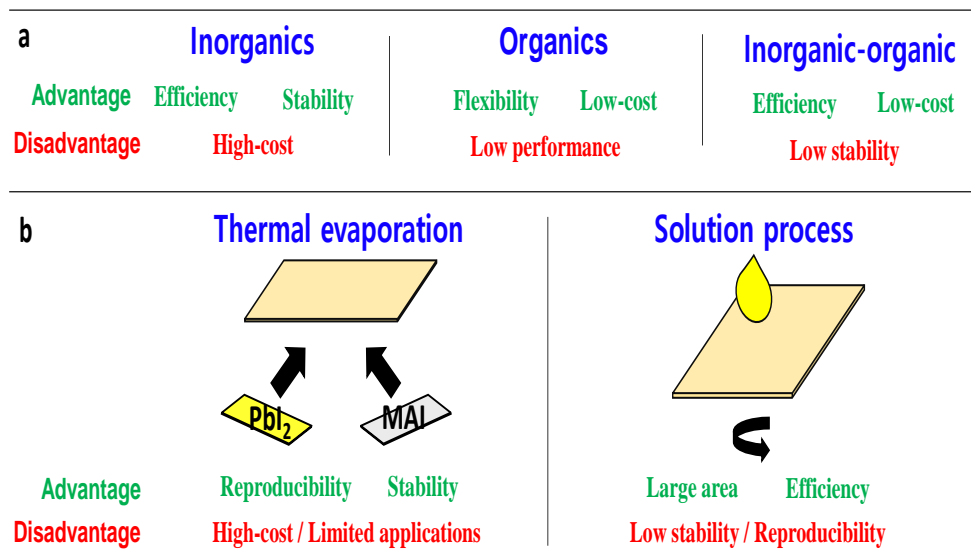 a
Inorganics Organics Inorganic-organic
Advantage Efficiency Stability Flexibility Low-cost Efficiency Low-cost
Disadvantage High-cost Low performance Low stability
b
Thermal evaporation Solution process
PbI₂ MAI
Advantage Reproducibility Stability Large area Efficiency
Disadvantage High-cost / Limited applications Low stability / Reproducibility